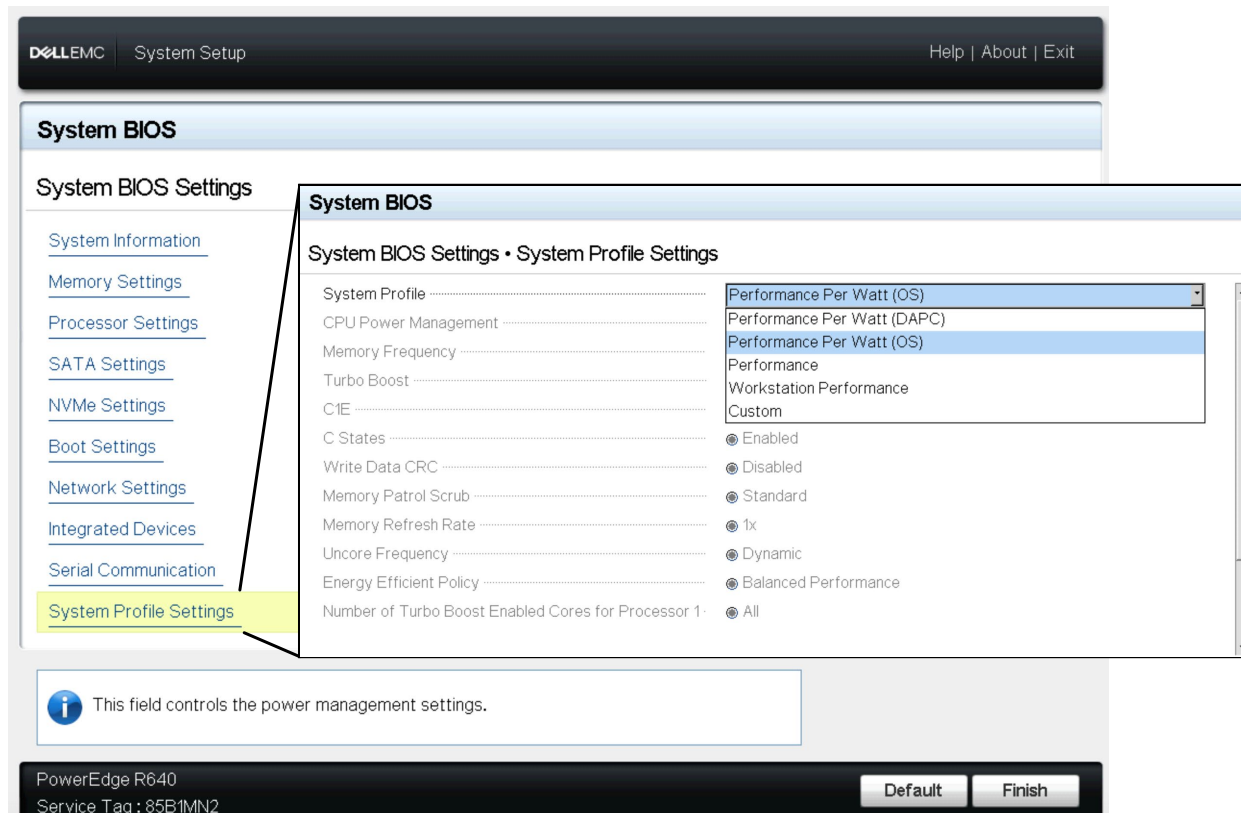 DELLEMC System Setup Help | About | Exit
System BIOS
System BIOS Settings
System Information
Memory Settings
Processor Settings
SATA Settings
NVMe Settings
Boot Settings
Network Settings
Integrated Devices
Serial Communication
System Profile Settings
System BIOS
System BIOS Settings • System Profile Settings
System Profile Performance Per Watt (OS)
CPU Power Management Performance Per Watt (DAPC)
Memory Frequency Performance Per Watt (OS)
Turbo Boost Performance
C1E Workstation Performance
Custom
C States Enabled
Write Data CRC Disabled
Memory Patrol Scrub Standard
Memory Refresh Rate 1x
Uncore Frequency Dynamic
Energy Efficient Policy Balanced Performance
Number of Turbo Boost Enabled Cores for Processor 1 All
This field controls the power management settings.
PowerEdge R640
Service Tag : 85B1MN2
Default Finish